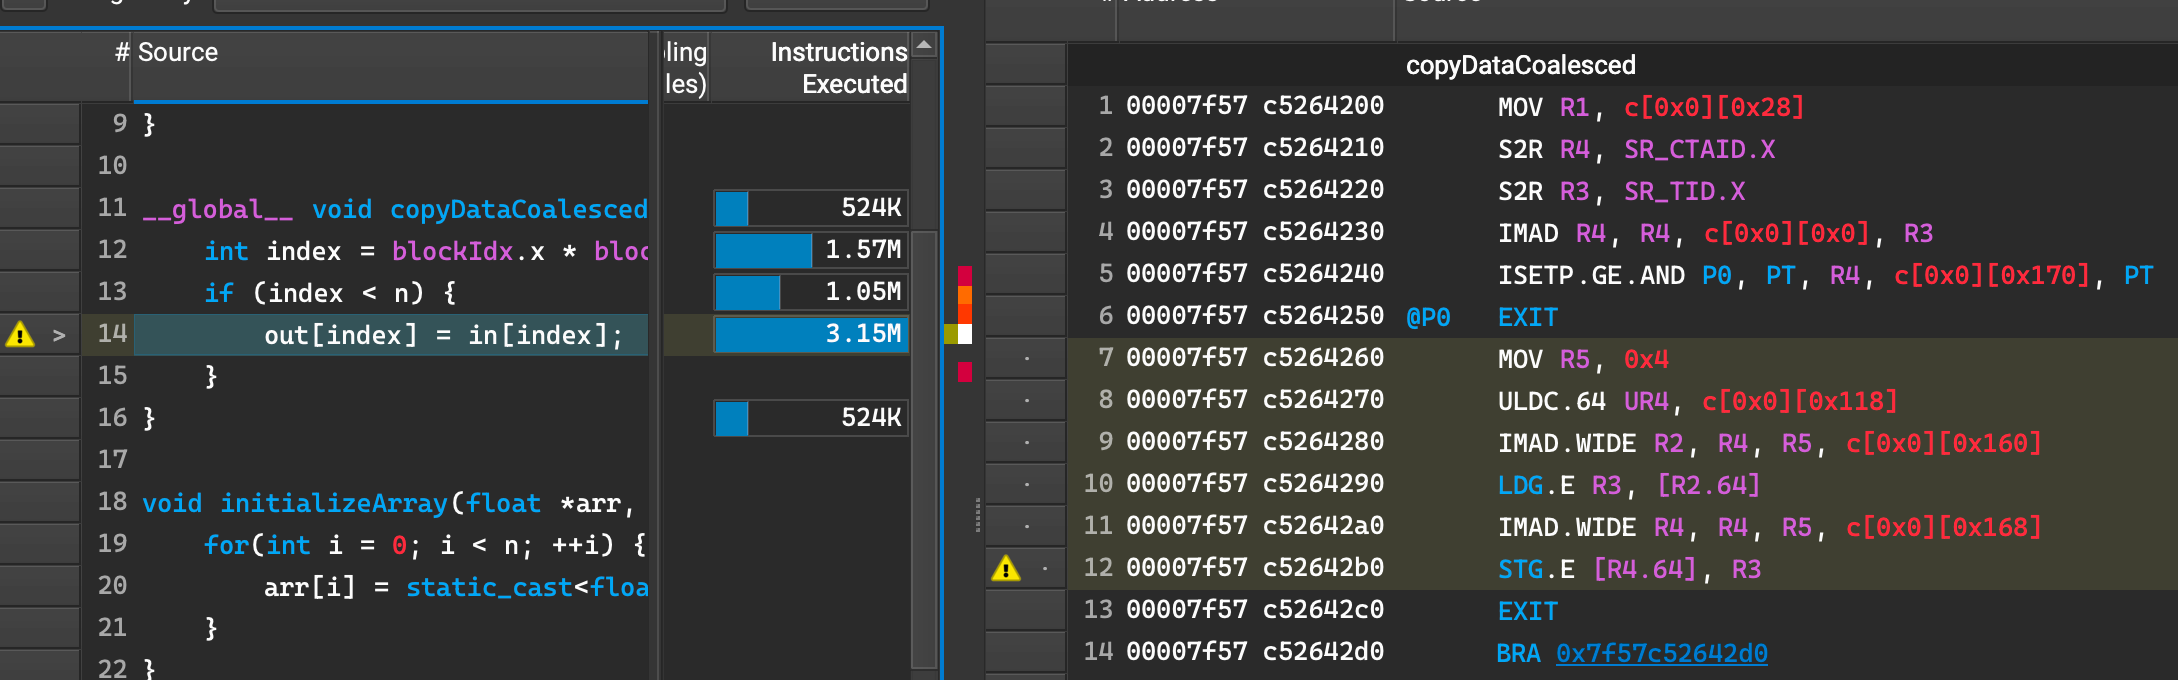 # Source
ling
les)
Instructions
Executed
9 }
10
11 __global__ void copyDataCoalesced 524K
12 int index = blockIdx.x * bloc 1.57M
13 if (index < n) { 1.05M
> 14 out[index] = in[index]; 3.15M
15 }
16 } 524K
17
18 void initializeArray(float *arr,
19 for(int i = 0; i < n; ++i) {
20 arr[i] = static_cast<floa
21 }
22 }
copyDataCoalesced
1 00007f57 c5264200 MOV R1, c[0x0][0x28]
2 00007f57 c5264210 S2R R4, SR_CTAID.X
3 00007f57 c5264220 S2R R3, SR_TID.X
4 00007f57 c5264230 IMAD R4, R4, c[0x0][0x0], R3
5 00007f57 c5264240 ISETP.GE.AND P0, PT, R4, c[0x0][0x170], PT
6 00007f57 c5264250 @P0 EXIT
7 00007f57 c5264260 MOV R5, 0x4
8 00007f57 c5264270 ULDC.64 UR4, c[0x0][0x118]
9 00007f57 c5264280 IMAD.WIDE R2, R4, R5, c[0x0][0x160]
10 00007f57 c5264290 LDG.E R3, [R2.64]
11 00007f57 c52642a0 IMAD.WIDE R4, R4, R5, c[0x0][0x168]
12 00007f57 c52642b0 STG.E [R4.64], R3
13 00007f57 c52642c0 EXIT
14 00007f57 c52642d0 BRA 0x7f57c52642d0